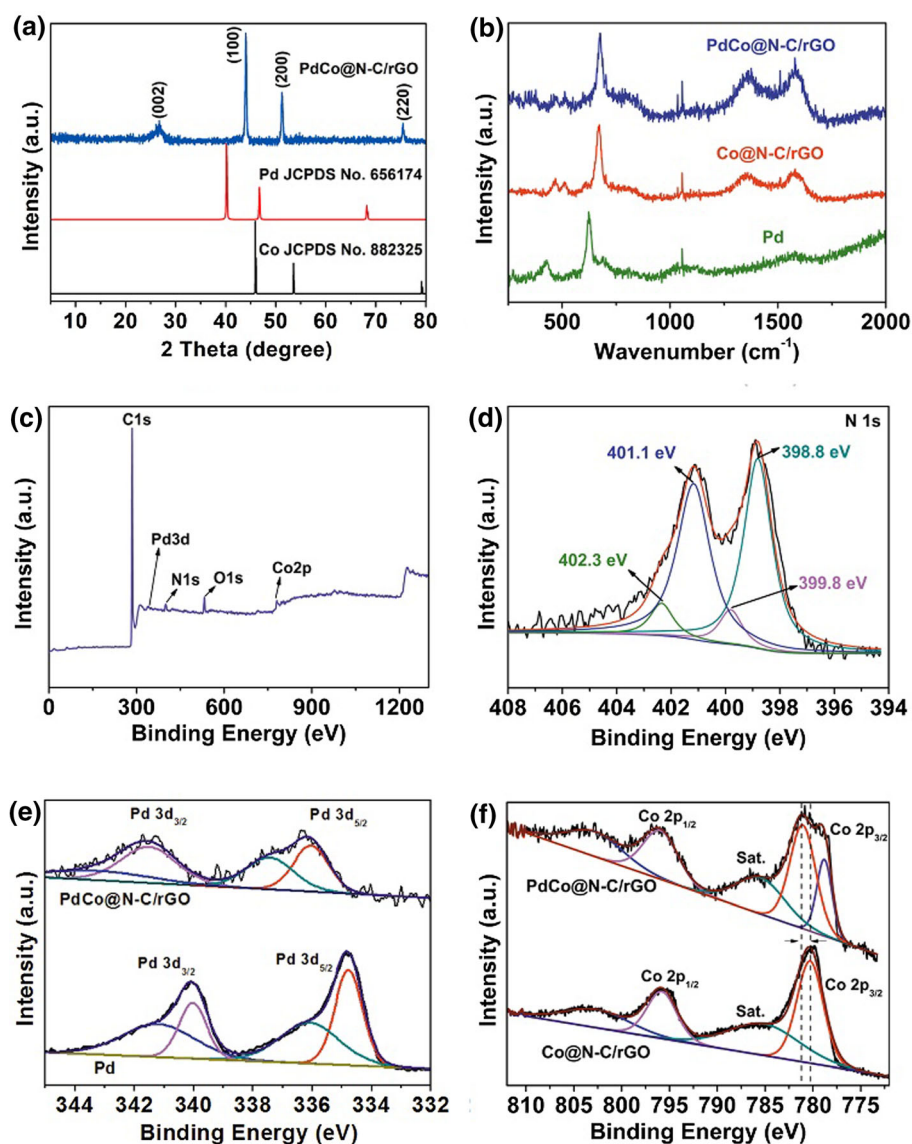 (a)
(002)
(100)
PdCo@N-C/rGO
(200)
(220)
Pd JCPDS No. 656174
Co JCPDS No. 882325
Intensity (a.u.)
10 20 30 40 50 60 70 80
2 Theta (degree)
(b)
PdCo@N-C/rGO
Co@N-C/rGO
Pd
Intensity (a.u.)
500 1000 1500 2000
Wavenumber (cm-1)
(c)
C1s
Pd3d
N1s
O1s
Co2p
Intensity (a.u.)
0 300 600 900 1200
Binding Energy (eV)
(d)
N 1s
401.1 eV
398.8 eV
402.3 eV
399.8 eV
Intensity (a.u.)
408 406 404 402 400 398 396 394
Binding Energy (eV)
(e)
Pd 3d3/2
Pd 3d5/2
PdCo@N-C/rGO
Pd 3d3/2
Pd 3d5/2
Pd
Intensity (a.u.)
344 342 340 338 336 334 332
Binding Energy (eV)
(f)
Co 2p1/2
Sat.
Co 2p3/2
PdCo@N-C/rGO
Co 2p1/2
Sat.
Co 2p3/2
Co@N-C/rGO
Intensity (a.u.)
810 805 800 795 790 785 780 775
Binding Energy (eV)